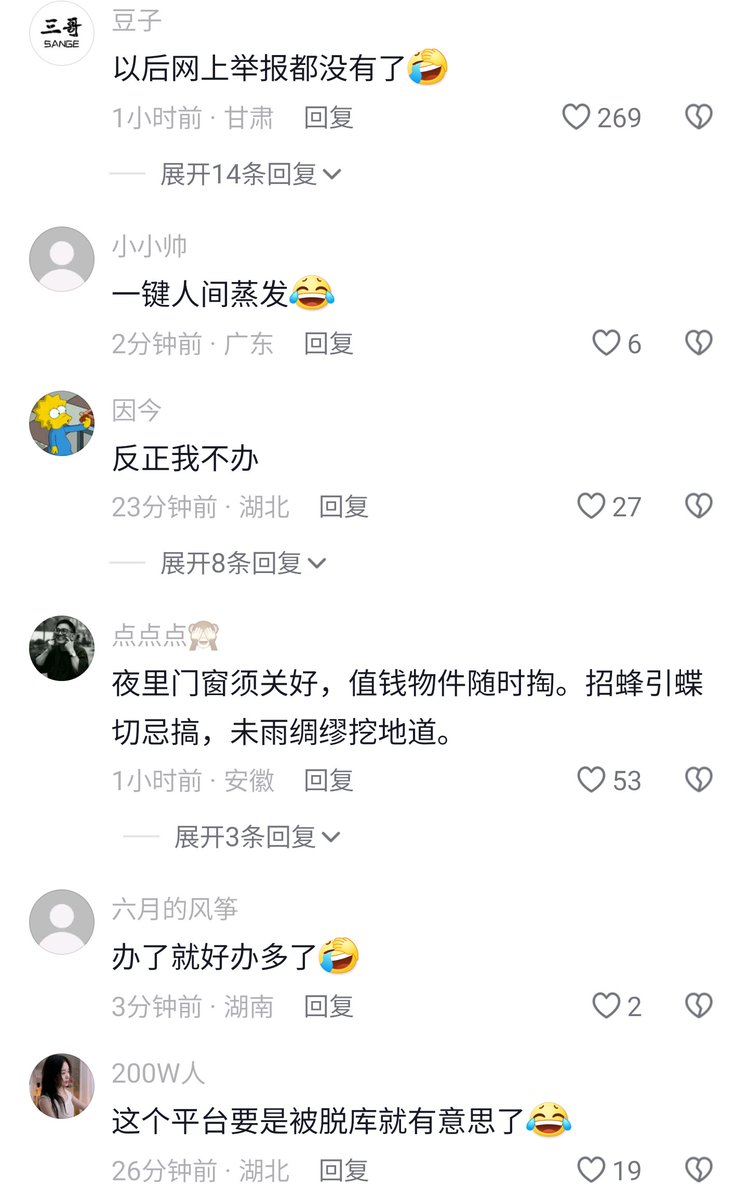 三哥
SANGE
豆子
以后网上举报都没有了🤣
1小时前 · 甘肃 回复 269
展开14条回复
小小帅
一键人间蒸发😂
2分钟前 · 广东 回复 6
因今
反正我不办
23分钟前 · 湖北 回复 27
展开8条回复
点点点🙈
夜里门窗须关好，值钱物件随时掏。招蜂引蝶
切忌搞，未雨绸缪挖地道。
1小时前 · 安徽 回复 53
展开3条回复
六月的风筝
办了就好办多了🤣
3分钟前 · 湖南 回复 2
200W人
这个平台要是被脱库就有意思了😂
26分钟前 · 湖北 回复 19